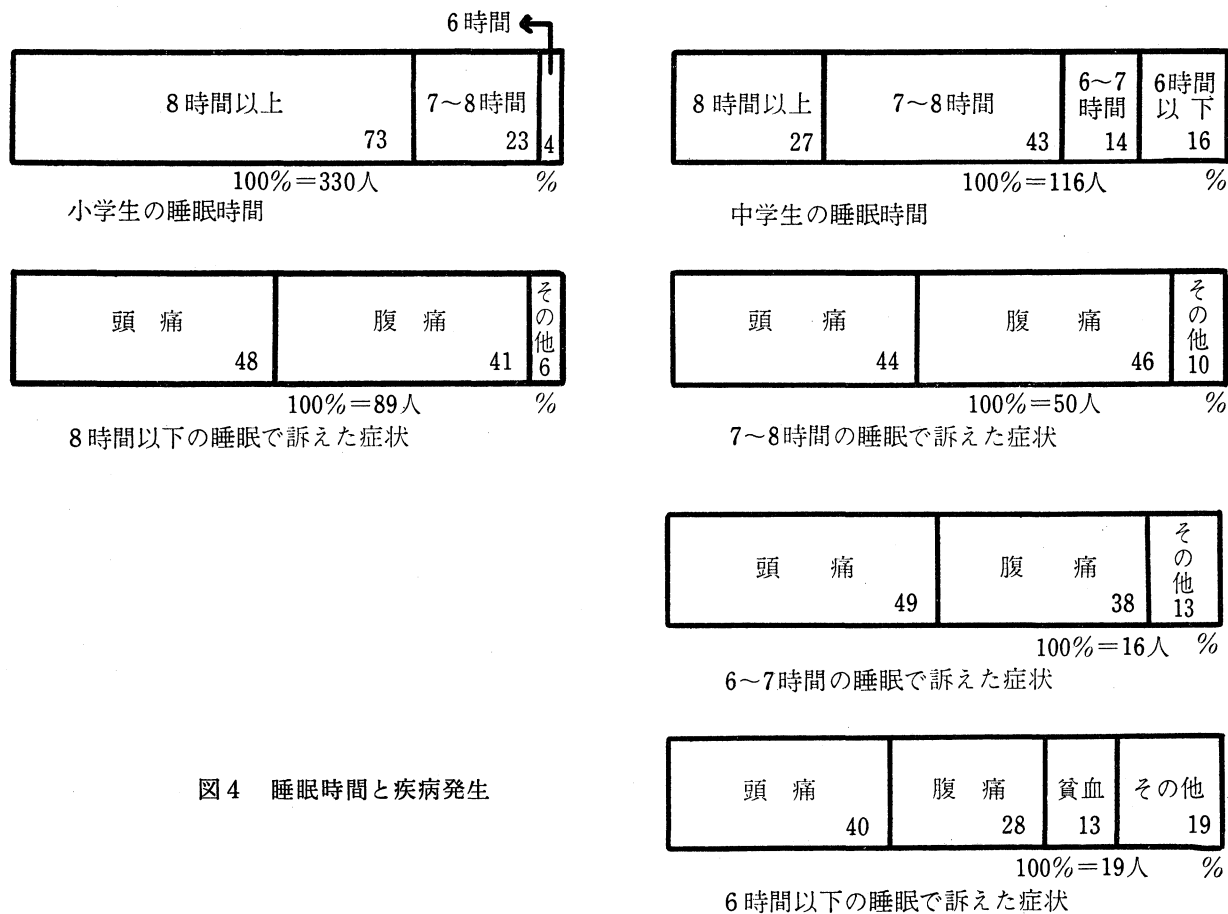 6時間
8時間以上
73
7〜8時間
23
4
100%=330人
%
小学生の睡眠時間
8時間以上
27
7〜8時間
43
6〜7
時間
14
6時間
以下
16
100%=116人
%
中学生の睡眠時間
頭痛
48
腹痛
41
その他
6
100%=89人
%
8時間以下の睡眠で訴えた症状
頭痛
44
腹痛
46
その他
10
100%=50人
%
7〜8時間の睡眠で訴えた症状
頭痛
49
腹痛
38
その他
13
100%=16人
%
6〜7時間の睡眠で訴えた症状
頭痛
40
腹痛
28
貧血
13
その他
19
100%=19人
%
6時間以下の睡眠で訴えた症状
図4 睡眠時間と疾病発生